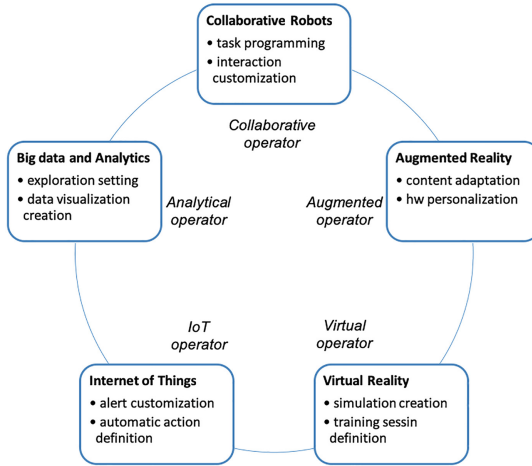 Collaborative Robots
• task programming
• interaction
customization
Collaborative
operator
Big data and Analytics
• exploration setting
• data visualization
creation
Analytical
operator
Augmented
operator
Augmented Reality
• content adaptation
• hw personalization
IoT
operator
Virtual
operator
Internet of Things
• alert customization
• automatic action
definition
Virtual Reality
• simulation creation
• training sessin
definition